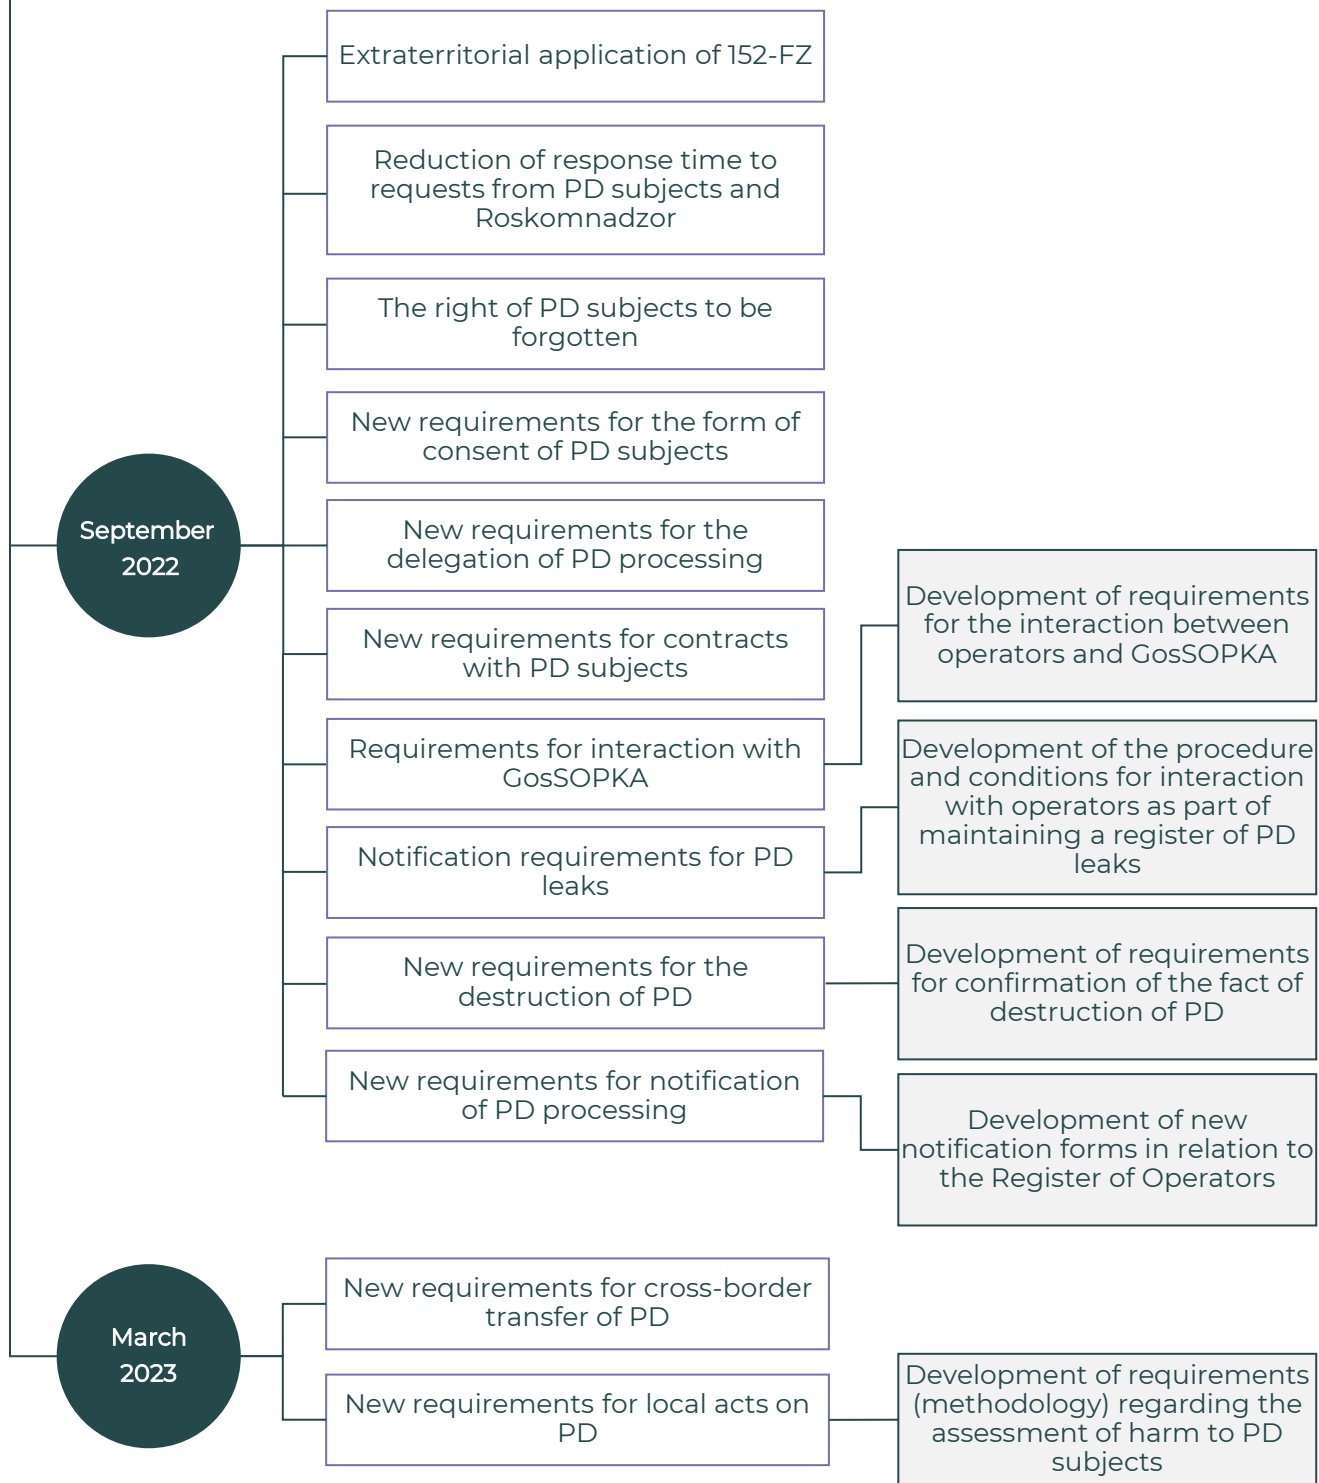 Extraterritorial application of 152-FZ
Reduction of response time to
requests from PD subjects and
Roskomnadzor
The right of PD subjects to be
forgotten
New requirements for the form of
consent of PD subjects
September
2022
New requirements for the
delegation of PD processing
New requirements for contracts
with PD subjects
Requirements for interaction with
GosSOPKA
Development of requirements
for the interaction between
operators and GosSOPKA
Notification requirements for PD
leaks
Development of the procedure
and conditions for interaction
with operators as part of
maintaining a register of PD
leaks
New requirements for the
destruction of PD
Development of requirements
for confirmation of the fact of
destruction of PD
New requirements for notification
of PD processing
Development of new
notification forms in relation to
the Register of Operators
March
2023
New requirements for cross-border
transfer of PD
New requirements for local acts on
PD
Development of requirements
(methodology) regarding the
assessment of harm to PD
subjects